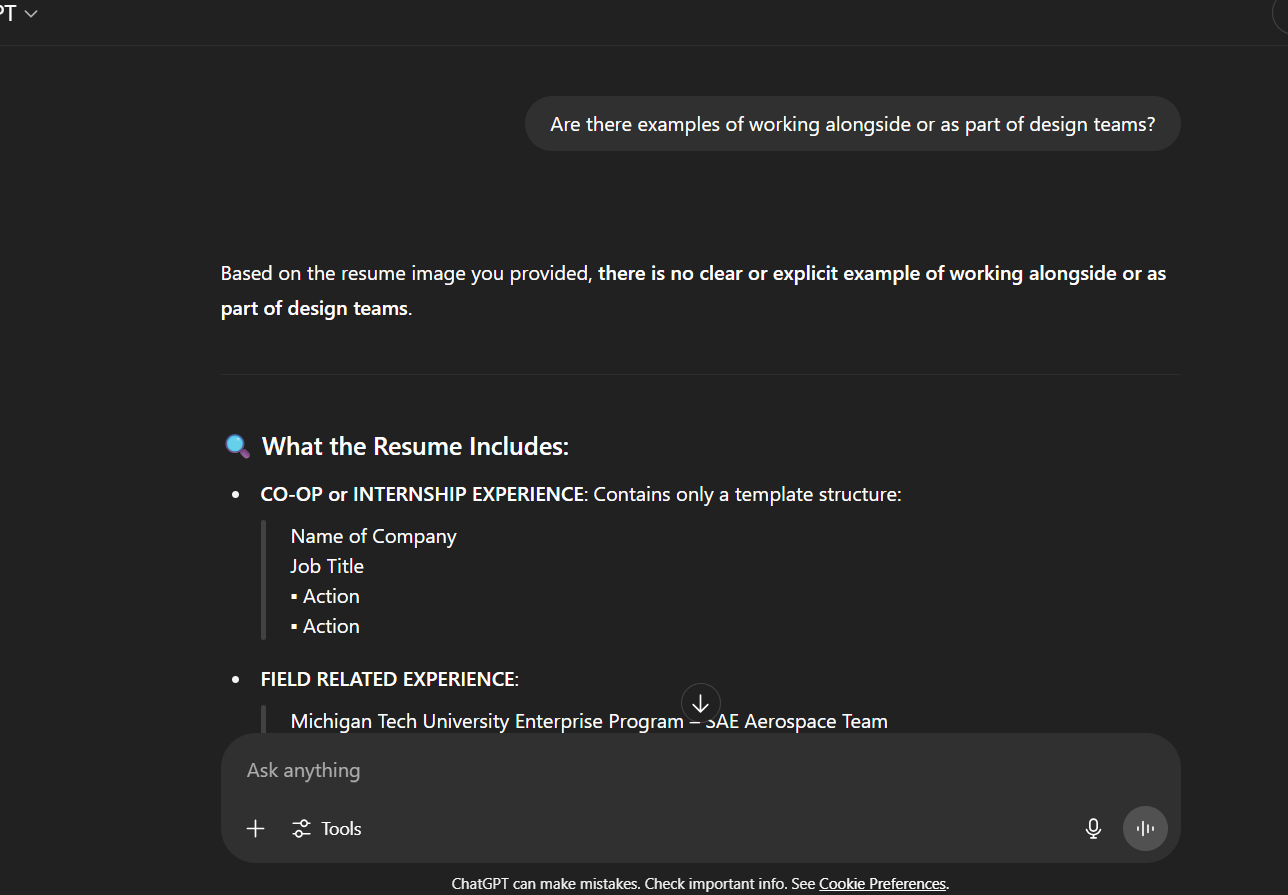 PT
Are there examples of working alongside or as part of design teams?
Based on the resume image you provided, there is no clear or explicit example of working alongside or as
part of design teams.
What the Resume Includes:
• CO-OP or INTERNSHIP EXPERIENCE: Contains only a template structure:
Name of Company
Job Title
▪ Action
▪ Action
• FIELD RELATED EXPERIENCE:
Michigan Tech University Enterprise Program – SAE Aerospace Team
Ask anything
Tools
ChatGPT can make mistakes. Check important info. See Cookie Preferences.